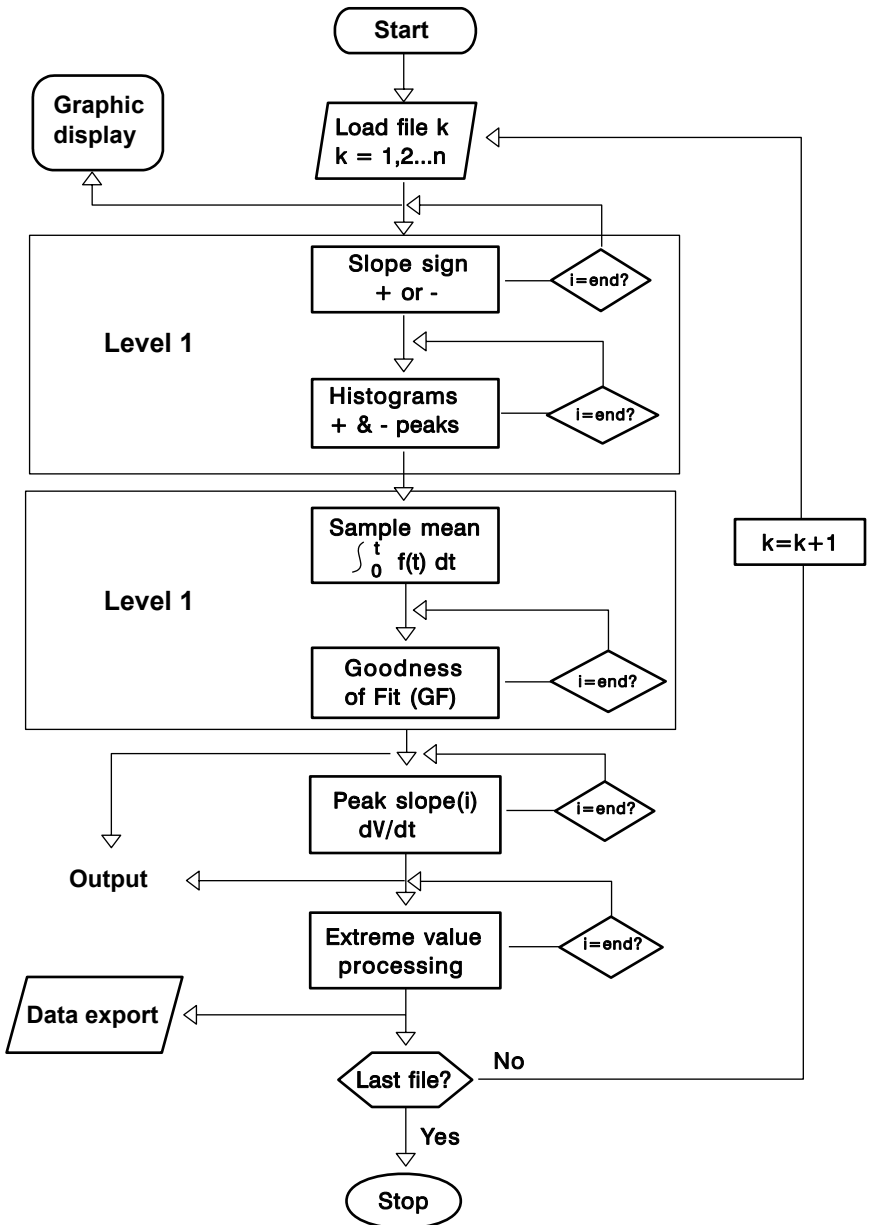 Start
Graphic
display
Load file k
k = 1,2...n
Slope sign
+ or -
i=end?
Level 1
Histograms
+ & - peaks
i=end?
Sample mean
∫ t 0 f(t) dt
k=k+1
Level 1
Goodness
of Fit (GF)
i=end?
Peak slope(i)
dV/dt
i=end?
Output
Extreme value
processing
i=end?
Data export
Last file?
No
Yes
Stop